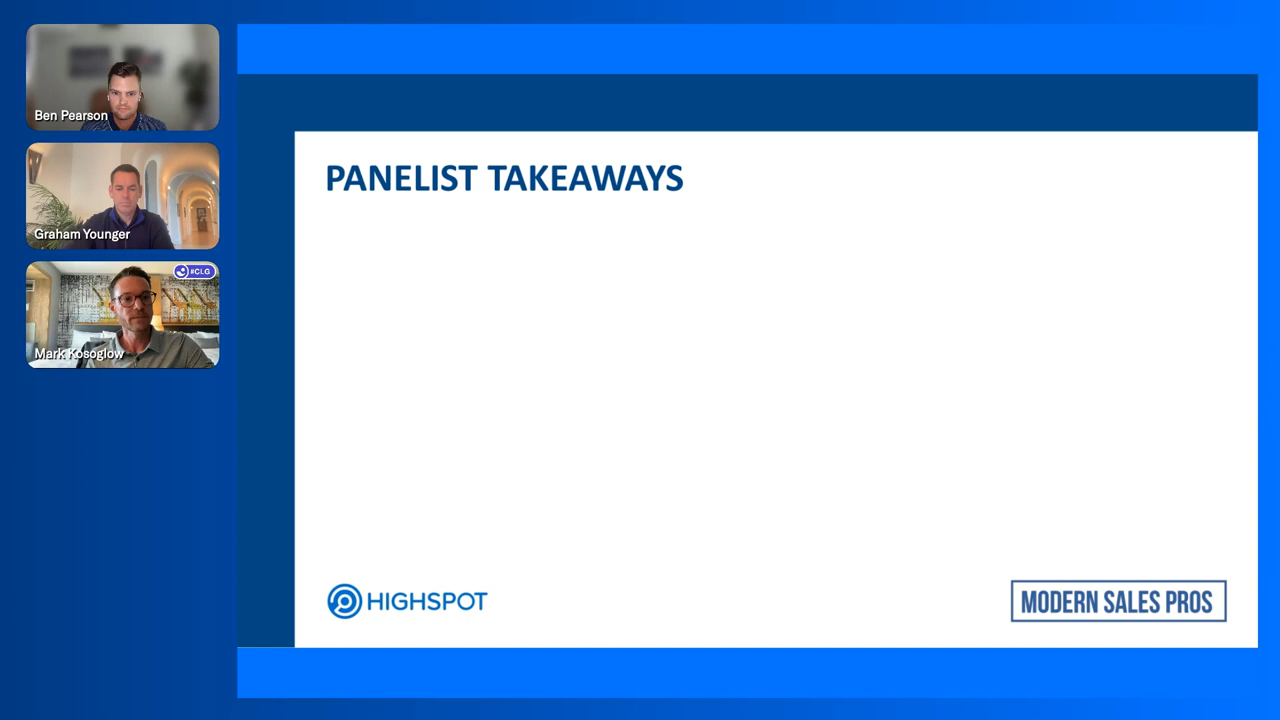 Ben Pearson
Graham Younger
#CLG
Mark Kosoglow
PANELIST TAKEAWAYS
HIGHSPOT
MODERN SALES PROS